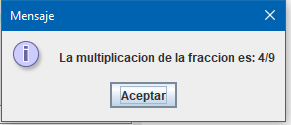 Mensaje
La multiplicacion de la fraccion es: 4/9
Aceptar